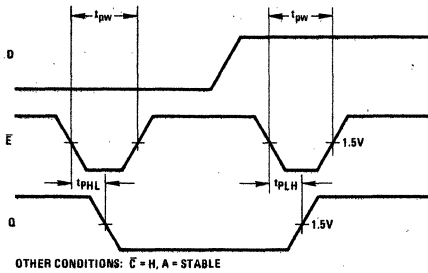 tpw tpw
D
Ē 1.5V
tPHL tPLH
Q 1.5V
OTHER CONDITIONS: C̄ = H, A = STABLE